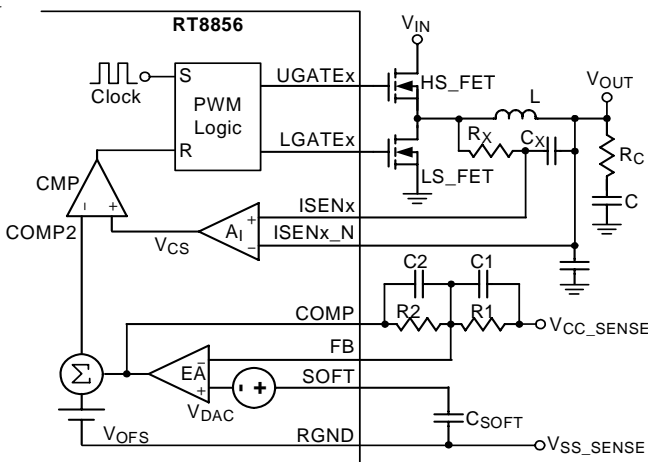 RT8856
VIN
HS_FET
UGATEx
S
Clock
PWM
Logic
VOUT
L
LGATEx
RX
CX
R
RC
LS_FET
C
CMP
- +
ISENx
+
AI
COMP2
VCS
ISENx_N
-
C2
C1
COMP
R2
R1
VCC_SENSE
FB
Σ
EA
-
+
- +
SOFT
VDAC
CSOFT
VOFS
RGND
VSS_SENSE